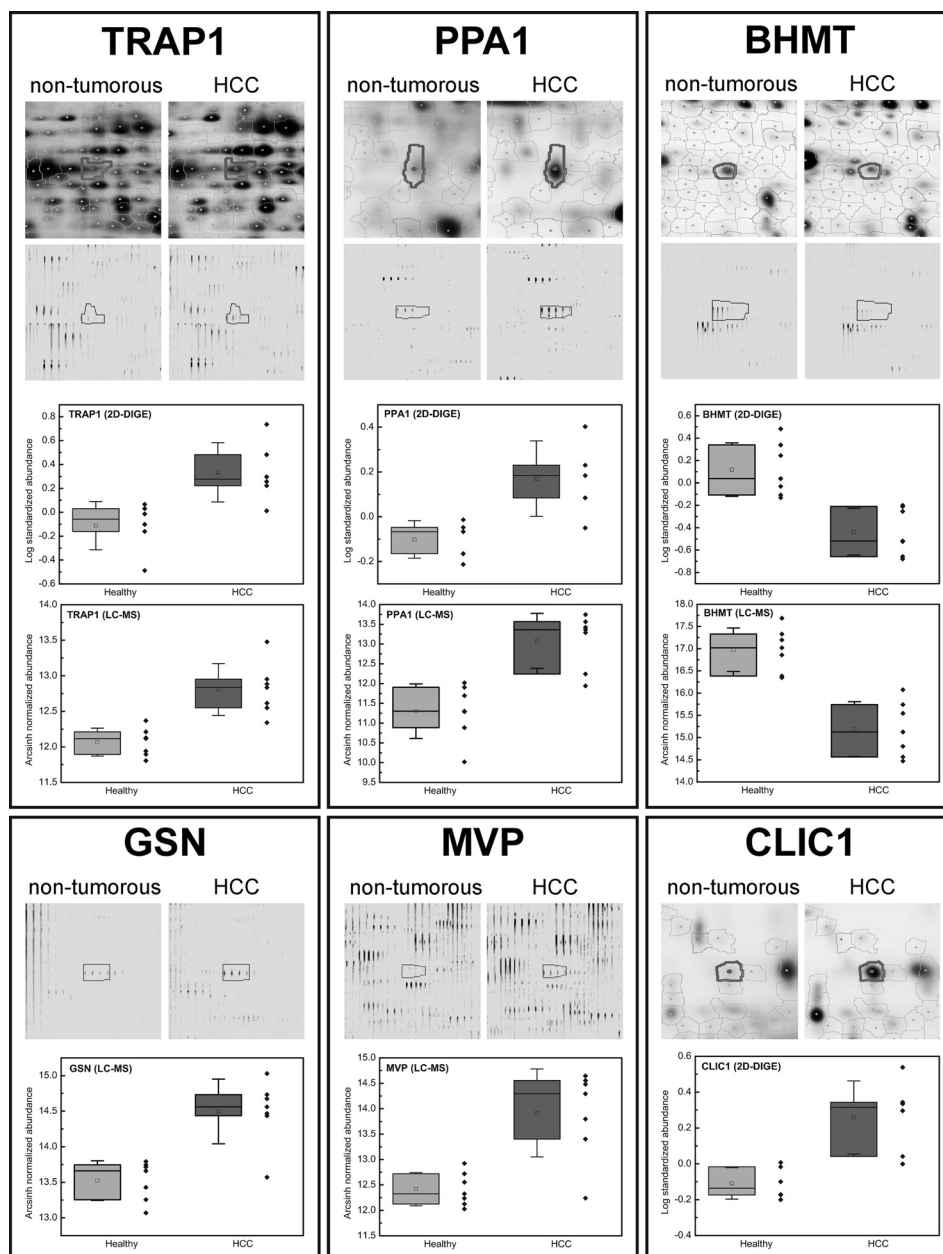 TRAP1
non-tumorous HCC
TRAP1 (2D-DIGE)
Log standardized abundance
0.8
0.6
0.4
0.2
0.0
-0.2
-0.4
-0.6
TRAP1 (LC-MS)
Arcsinh normalized abundance
14.0
13.5
13.0
12.5
12.0
11.5
Healthy HCC
PPA1
non-tumorous HCC
PPA1 (2D-DIGE)
Log standardized abundance
0.4
0.2
0.0
-0.2
PPA1 (LC-MS)
Arcsinh normalized abundance
14.0
13.5
13.0
12.5
12.0
11.5
11.0
10.5
10.0
9.5
Healthy HCC
BHMT
non-tumorous HCC
BHMT (2D-DIGE)
Log standardized abundance
0.6
0.4
0.2
0.0
-0.2
-0.4
-0.6
-0.8
BHMT (LC-MS)
Arcsinh normalized abundance
18.0
17.5
17.0
16.5
16.0
15.5
15.0
14.5
14.0
Healthy HCC
GSN
non-tumorous HCC
GSN (LC-MS)
Arcsinh normalized abundance
15.0
14.5
14.0
13.5
13.0
Healthy HCC
MVP
non-tumorous HCC
MVP (LC-MS)
Arcsinh normalized abundance
15.0
14.5
14.0
13.5
13.0
12.5
12.0
11.5
Healthy HCC
CLIC1
non-tumorous HCC
CLIC1 (2D-DIGE)
Log standardized abundance
0.6
0.4
0.2
0.0
-0.2
-0.4
Healthy HCC